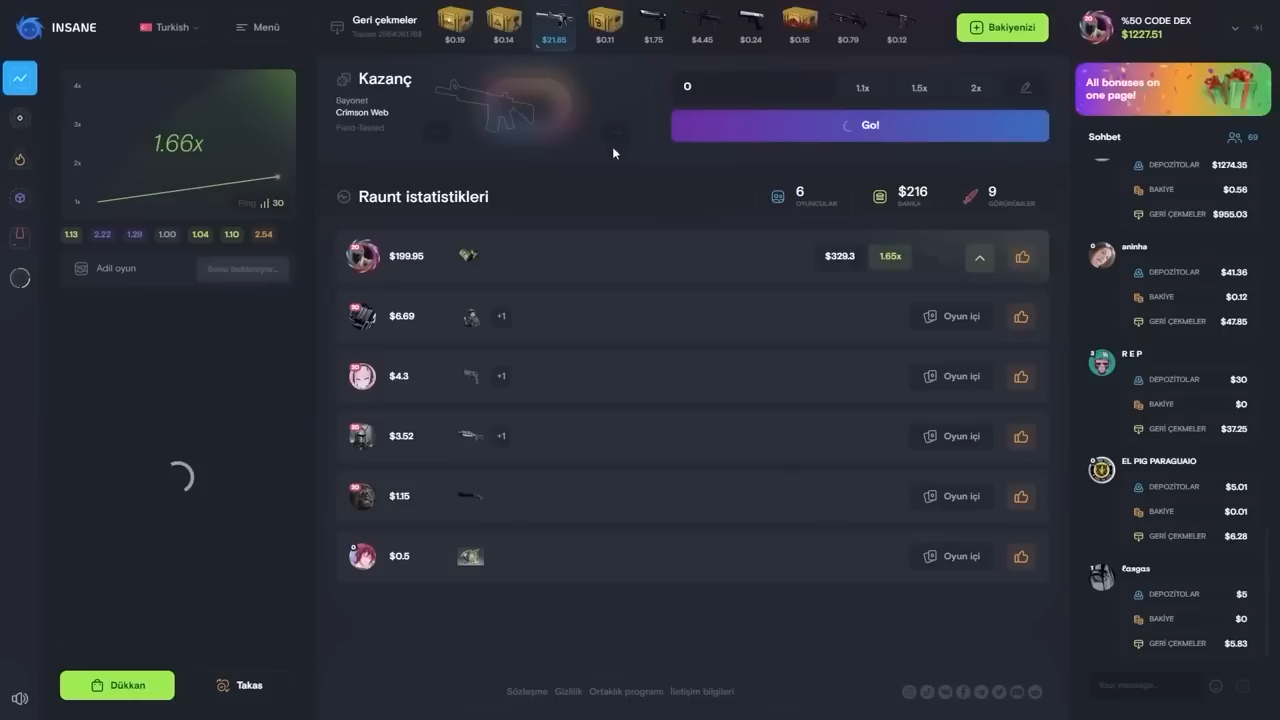 INSANE
Turkish
Menü
Geri çekmeler
$0.19
$0.14
$21.85
$0.11
$1.75
$4.45
$0.24
$0.16
$0.79
$0.12
Bakiyenizi
%50 CODE DEX
$1227.51
4x
3x
2x
1x
1.66x
Ping 30
1.13 2.22 1.29 1.00 1.04 1.10 2.54
Adil oyun
Sonu bekleniyor...
Dükkan
Takas
Kazanç
Bayonet
Crimson Web
Field-Tested
0
1.1x 1.5x 2x
Go!
Raunt istatistikleri
6
OYUNCULAR
$216
BANKA
9
GÖRÜRÜMLER
$199.95 $329.3 1.65x
$6.69 +1 Oyun içi
$4.3 +1 Oyun içi
$3.52 +1 Oyun içi
$1.15 Oyun içi
$0.5 Oyun içi
Sözleşme Gizlilik Ortaklık program İletişim bilgileri
All bonuses on
one page!
Sohbet 69
DEPOZİTOLAR $1274.35
BAKİYE $0.56
GERİ ÇEKMELER $955.03
aninha
DEPOZİTOLAR $41.36
BAKİYE $0.12
GERİ ÇEKMELER $47.85
R E P
DEPOZİTOLAR $30
BAKİYE $0
GERİ ÇEKMELER $37.25
EL PIG PARAGUAIO
DEPOZİTOLAR $5.01
BAKİYE $0.01
GERİ ÇEKMELER $6.28
DEPOZİTOLAR $5
BAKİYE $0
GERİ ÇEKMELER $5.83
Your message...